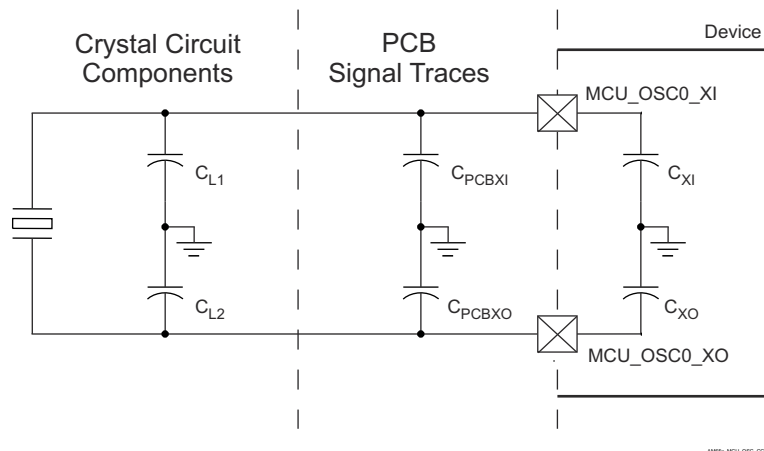 Crystal Circuit
Components
PCB
Signal Traces
Device
MCU_OSC0_XI
CL1
CPCBXI
CXI
CL2
CPCBXO
CXO
MCU_OSC0_XO